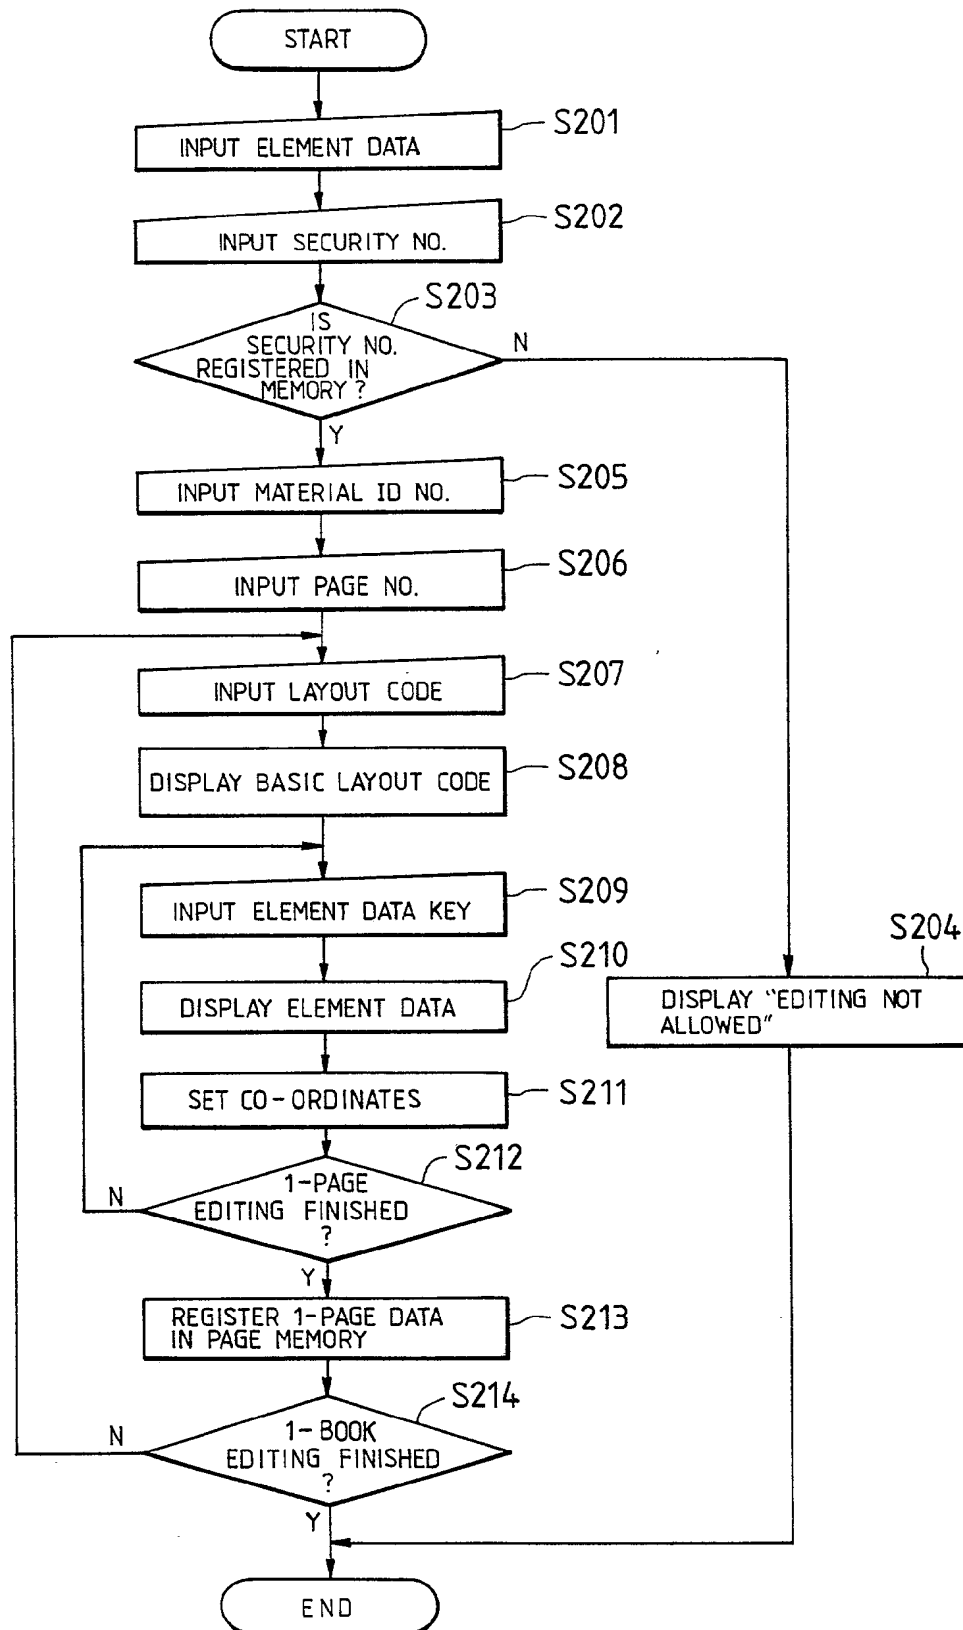 START
S201
INPUT ELEMENT DATA
S202
INPUT SECURITY NO.
S203
IS
SECURITY NO.
REGISTERED IN
MEMORY ?
N
Y
S205
INPUT MATERIAL ID NO.
S206
INPUT PAGE NO.
S207
INPUT LAYOUT CODE
S208
DISPLAY BASIC LAYOUT CODE
S209
INPUT ELEMENT DATA KEY
S204
DISPLAY “EDITING NOT
ALLOWED”
S210
DISPLAY ELEMENT DATA
S211
SET CO-ORDINATES
S212
1-PAGE
EDITING FINISHED
?
N
Y
S213
REGISTER 1-PAGE DATA
IN PAGE MEMORY
S214
1-BOOK
EDITING FINISHED
?
N
Y
END